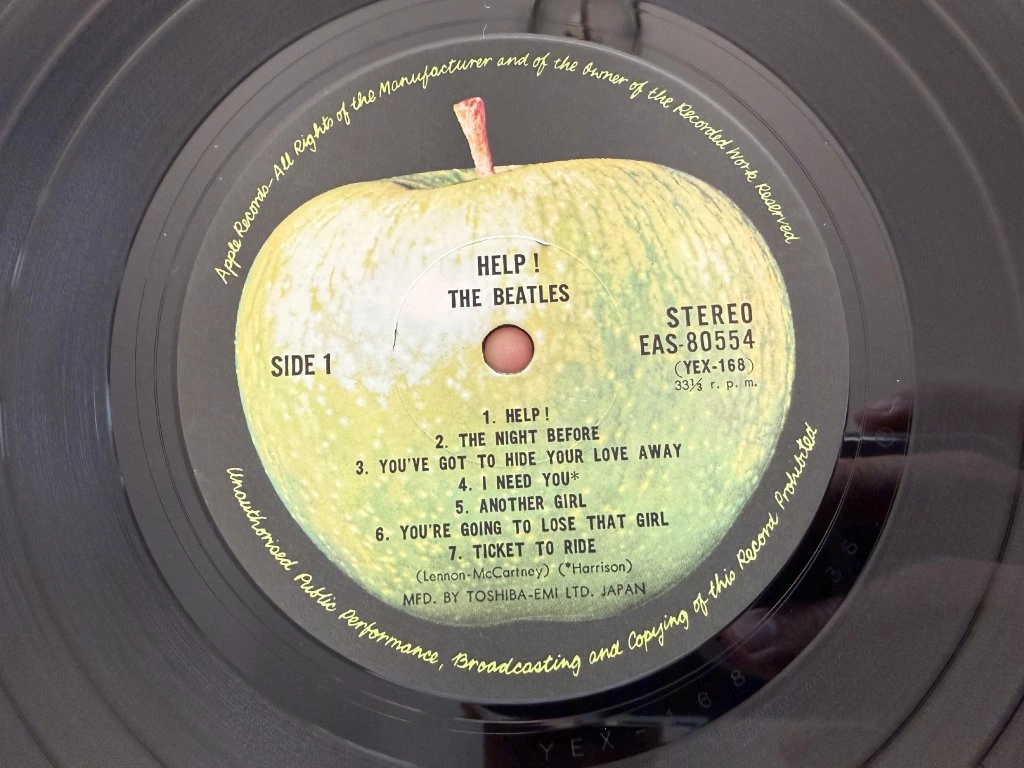 Apple Records-All Rights of the Manufacturer and of the Owner of the Recorded Work Reserved
HELP!
THE BEATLES
STEREO
EAS-80554
SIDE 1
(YEX-168)
33⅓ r. p. m.
1. HELP!
2. THE NIGHT BEFORE
3. YOU'VE GOT TO HIDE YOUR LOVE AWAY
4. I NEED YOU*
5. ANOTHER GIRL
6. YOU'RE GOING TO LOSE THAT GIRL
7. TICKET TO RIDE
(Lennon-McCartney) (*Harrison)
MFD. BY TOSHIBA-EMI LTD. JAPAN
Unauthorised Public Performance, Broadcasting and Copying of this Record Prohibited
YEX-168